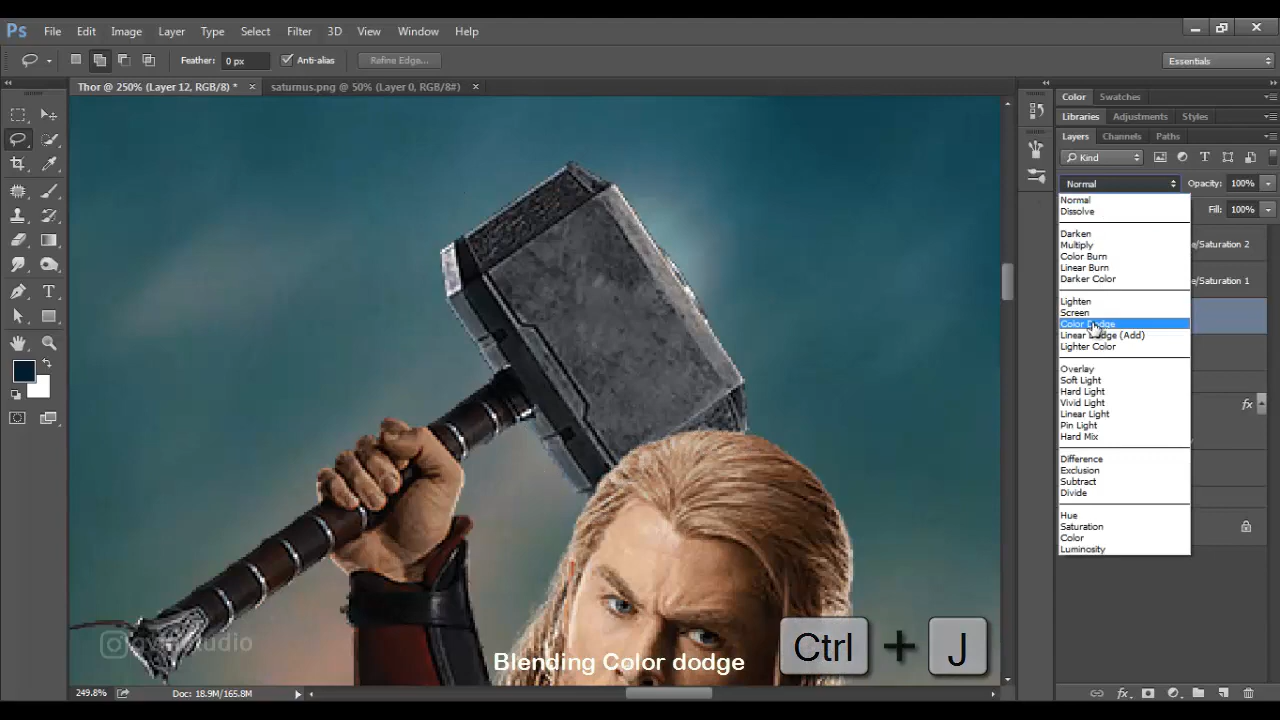 Ps File Edit Image Layer Type Select Filter 3D View Window Help
Feather: 0 px Anti-alias Refine Edge... Essentials
Thor @ 250% (Layer 12, RGB/8) * × saturnus.png @ 50% (Layer 0, RGB/8#) ×
Color Swatches
Libraries Adjustments Styles
Layers Channels Paths
Kind
Normal Opacity: 100%
Fill: 100%
Normal
Dissolve
Darken
Multiply
Color Burn
Linear Burn
Darker Color
Lighten
Screen
Color Dodge
Linear Dodge (Add)
Lighter Color
Overlay
Soft Light
Hard Light
Vivid Light
Linear Light
Pin Light
Hard Mix
Difference
Exclusion
Subtract
Divide
Hue
Saturation
Color
Luminosity
e/Saturation 2
e/Saturation 1
fx
Blending Color dodge
Ctrl + J
249.8% Doc: 18.9M/165.8M
fx